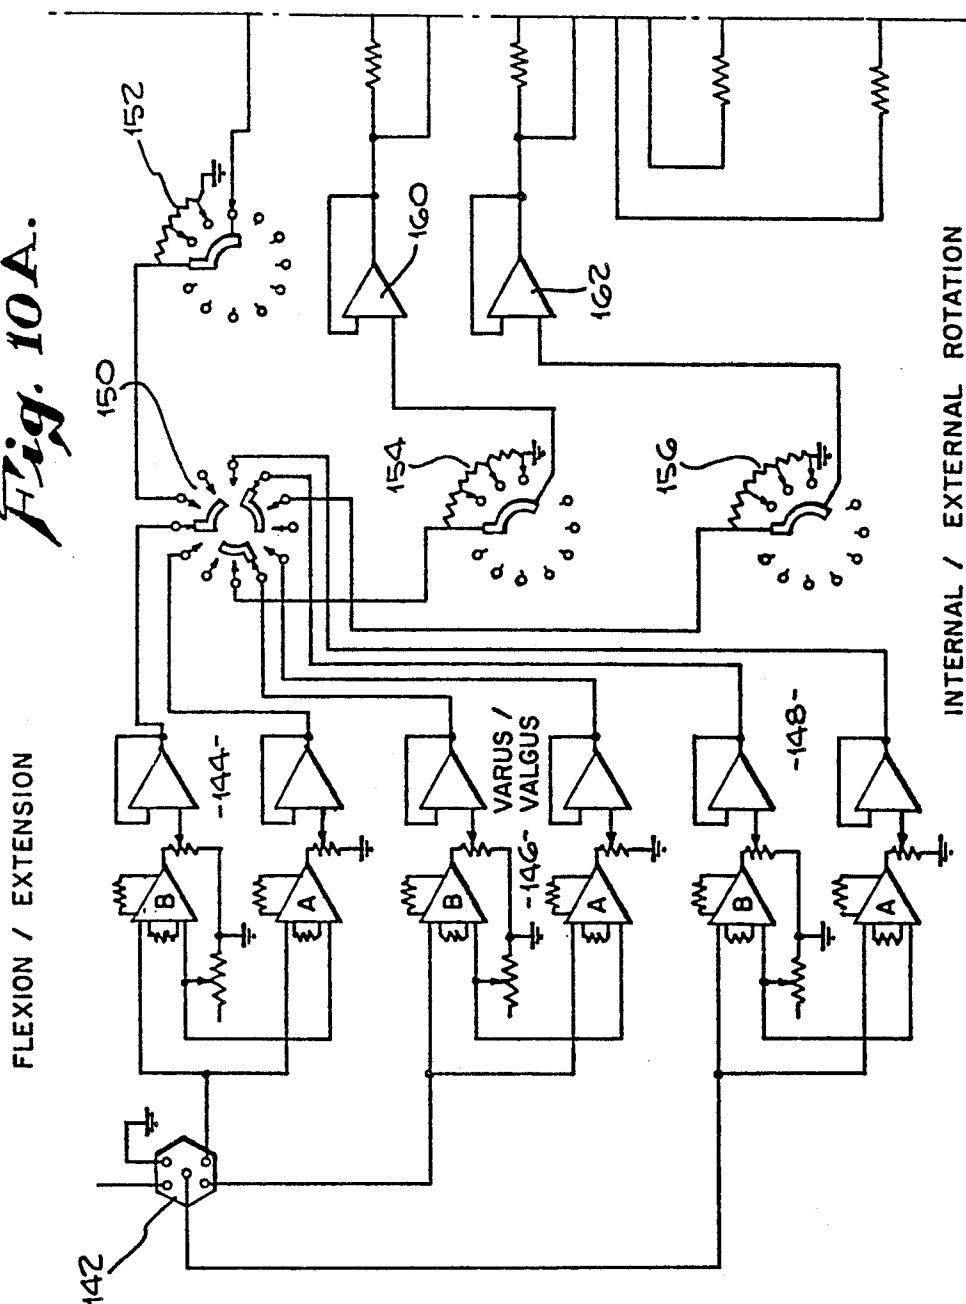 Fig. 10A.
FLEXION / EXTENSION
142
B
A
-144-
150
152
B
A
-146-
VARUS /
VALGUS
154
160
B
A
-148-
156
162
INTERNAL / EXTERNAL ROTATION